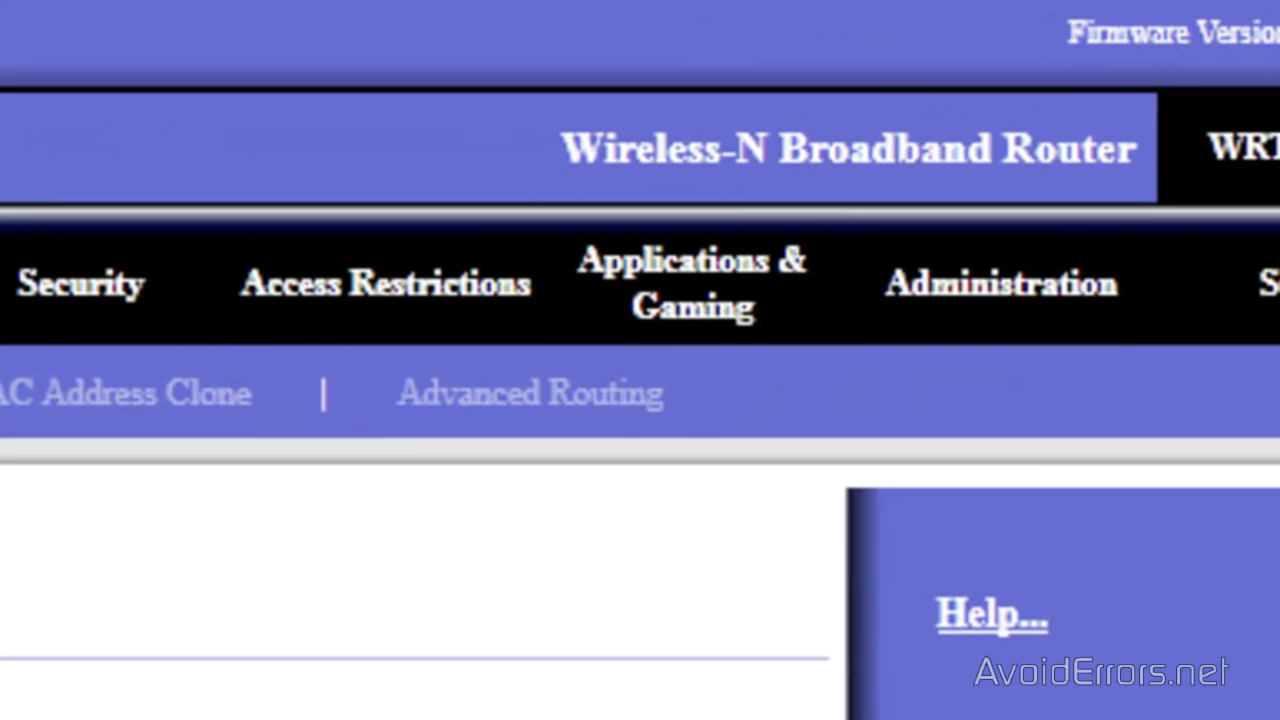 Firmware Versio
Wireless-N Broadband Router
WRT
Security
Access Restrictions
Applications &
Gaming
Administration
S
AC Address Clone
|
Advanced Routing
Help...
AvoidErrors.net